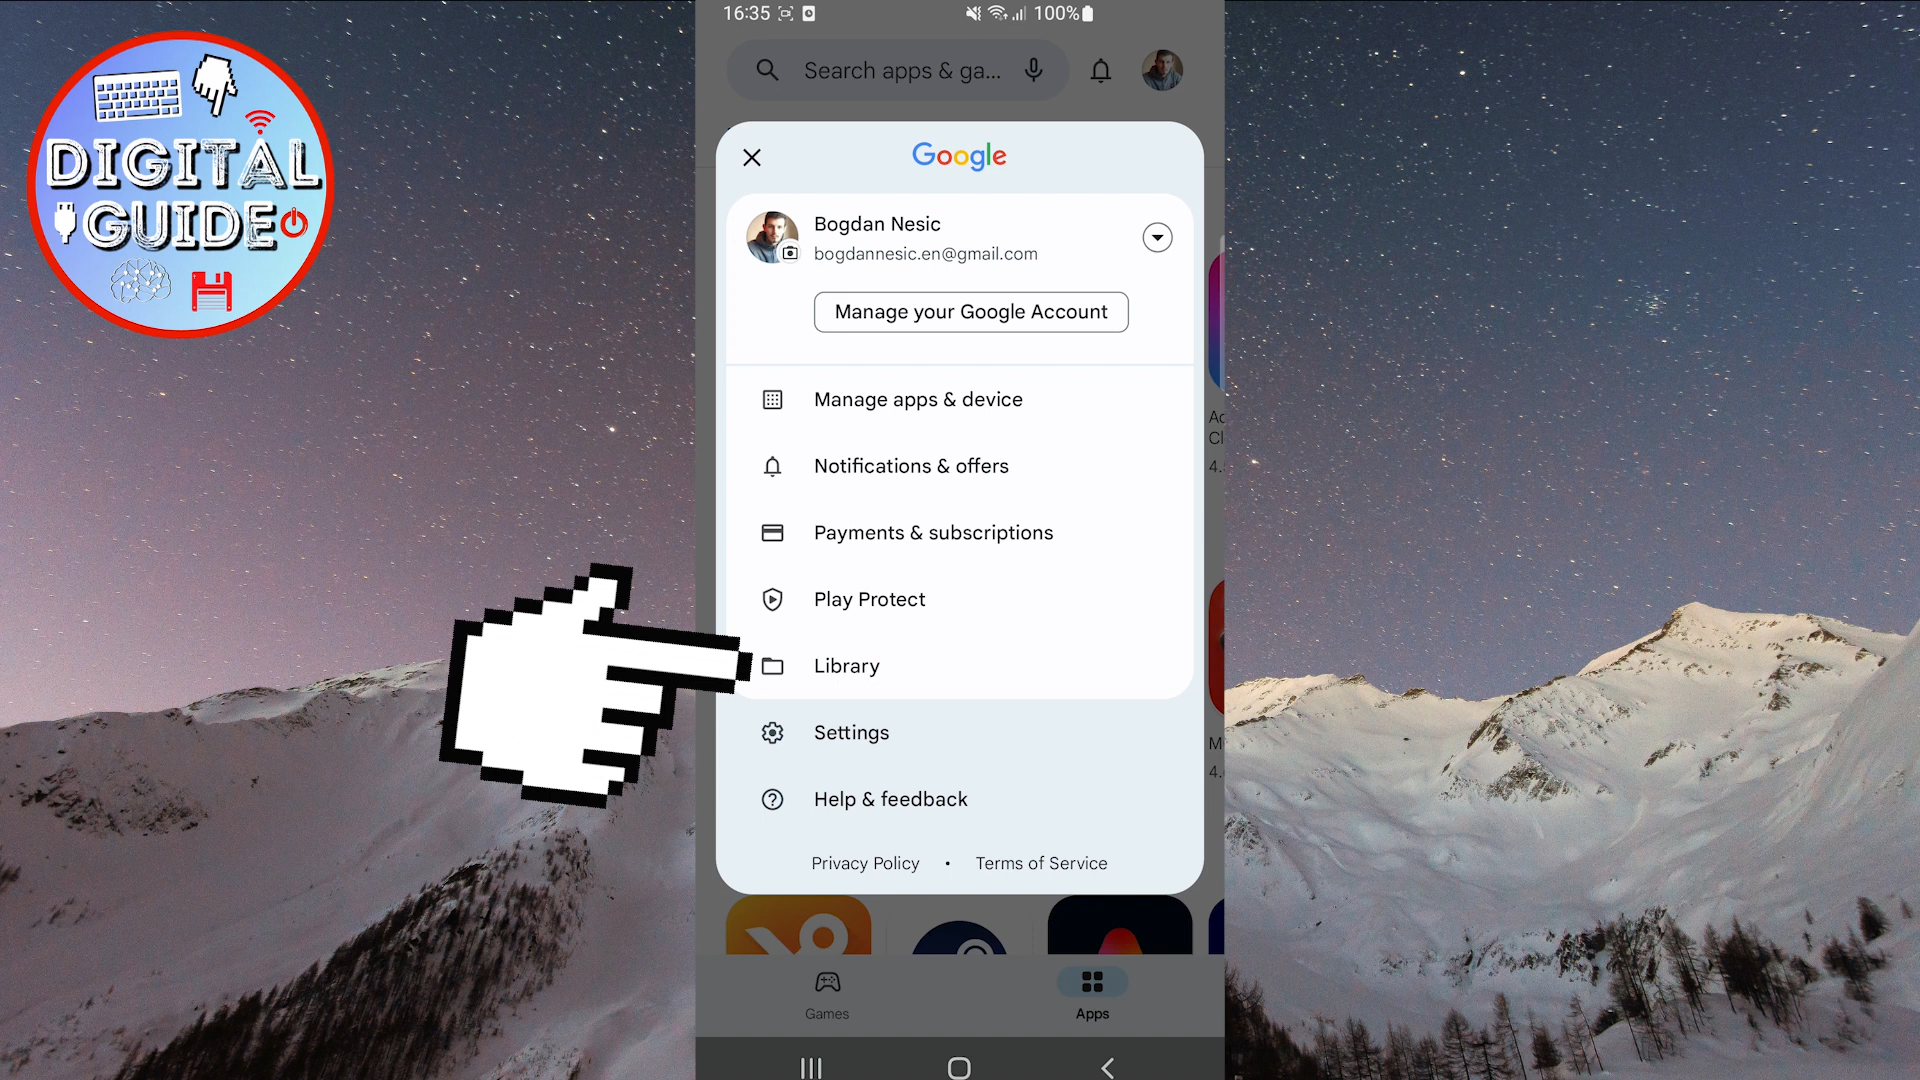 DIGITAL
GUIDE
16:35
100%
Search apps & ga...
Google
Bogdan Nesic
bogdannesic.en@gmail.com
Manage your Google Account
Manage apps & device
Notifications & offers
Payments & subscriptions
Play Protect
Library
Settings
Help & feedback
Privacy Policy • Terms of Service
Games
Apps